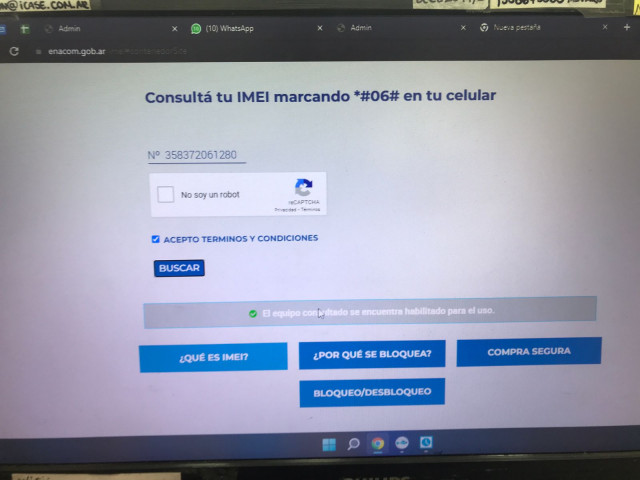 @iCASE.COM.AR
Admin
(10) WhatsApp
Admin
Nueva pestaña
enacom.gob.ar
Consultá tu IMEI marcando *#06# en tu celular
Nº 358372061280
No soy un robot
reCAPTCHA
Privacidad - Términos
ACEPTO TERMINOS Y CONDICIONES
BUSCAR
El equipo consultado se encuentra habilitado para el uso.
¿QUÉ ES IMEI?
¿POR QUÉ SE BLOQUEA?
COMPRA SEGURA
BLOQUEO/DESBLOQUEO